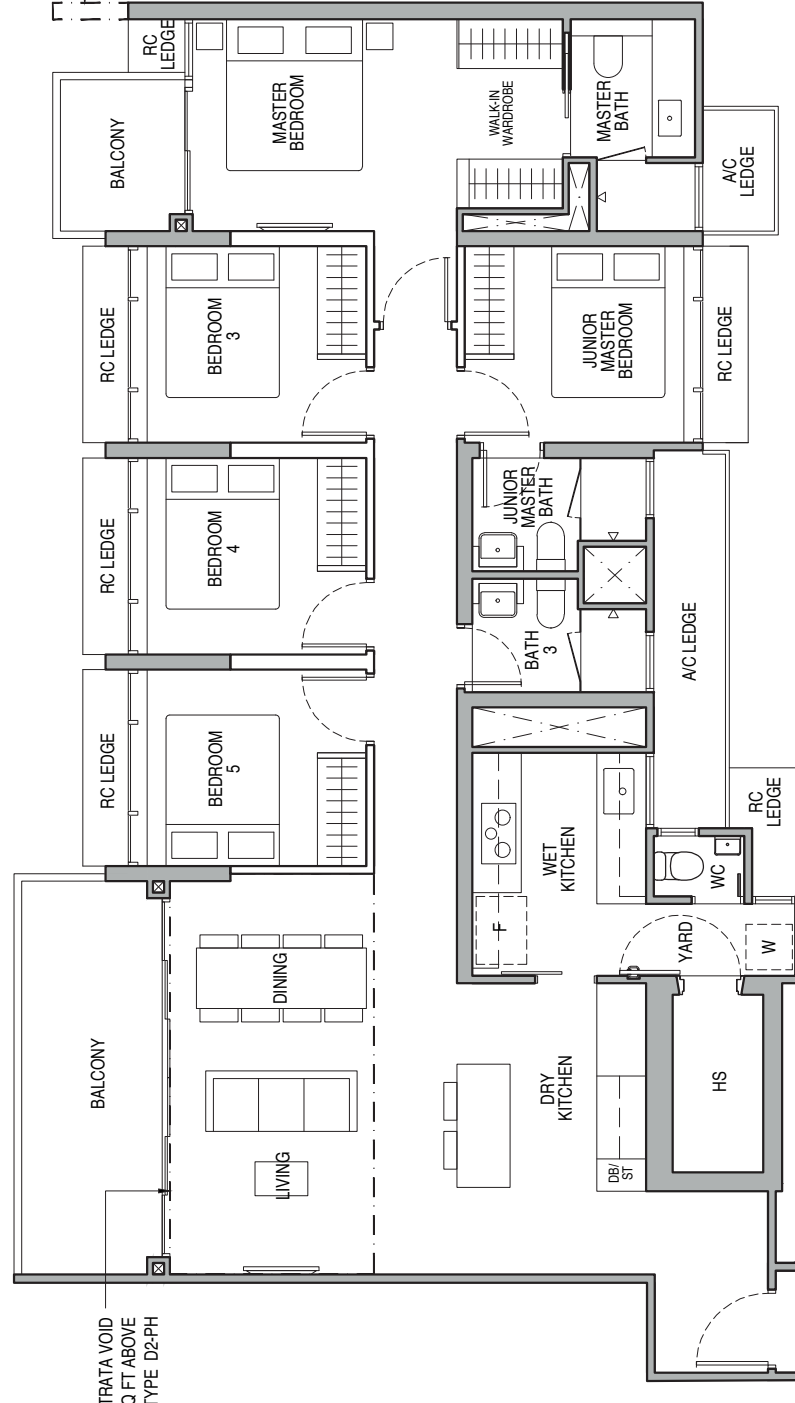 RC
LEDGE
BALCONY
MASTER
BEDROOM
WALK-IN
WARDROBE
MASTER
BATH
A/C
LEDGE
RC LEDGE
BEDROOM
3
JUNIOR
MASTER
BEDROOM
RC LEDGE
RC LEDGE
BEDROOM
4
JUNIOR
MASTER
BATH
BATH
3
A/C LEDGE
RC LEDGE
BEDROOM
5
WET
KITCHEN
F
WC
RC
LEDGE
YARD
W
BALCONY
DINING
LIVING
DRY
KITCHEN
DB/
ST
HS
TRATA VOID
Q FT ABOVE
TYPE D2-PH